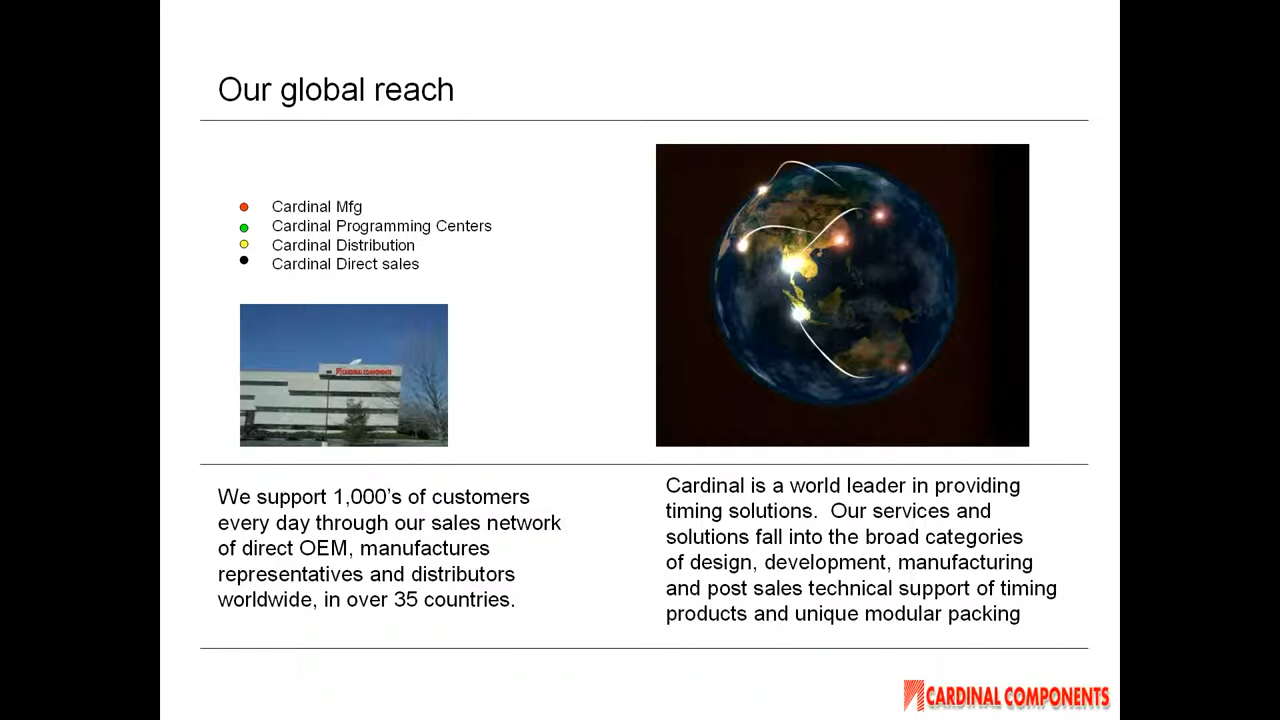 Our global reach
Cardinal Mfg
Cardinal Programming Centers
Cardinal Distribution
Cardinal Direct sales
CARDINAL COMPONENTS
We support 1,000’s of customers
every day through our sales network
of direct OEM, manufactures
representatives and distributors
worldwide, in over 35 countries.
Cardinal is a world leader in providing
timing solutions.  Our services and
solutions fall into the broad categories
of design, development, manufacturing
and post sales technical support of timing
products and unique modular packing
CARDINAL COMPONENTS